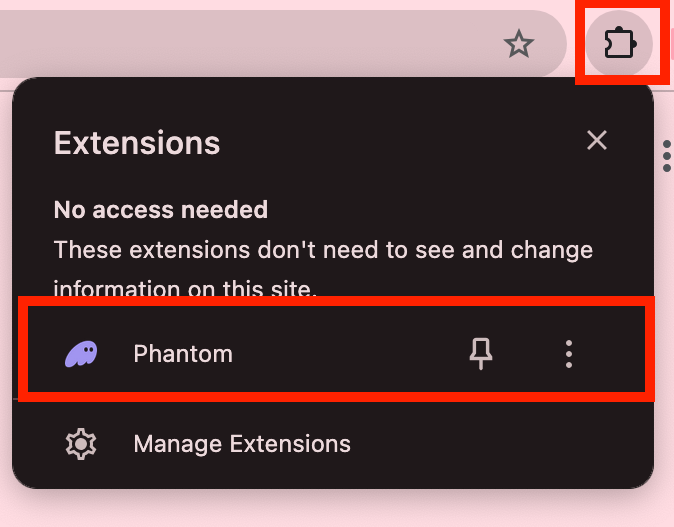 Extensions
No access needed
These extensions don't need to see and change
information on this site.
Phantom
Manage Extensions